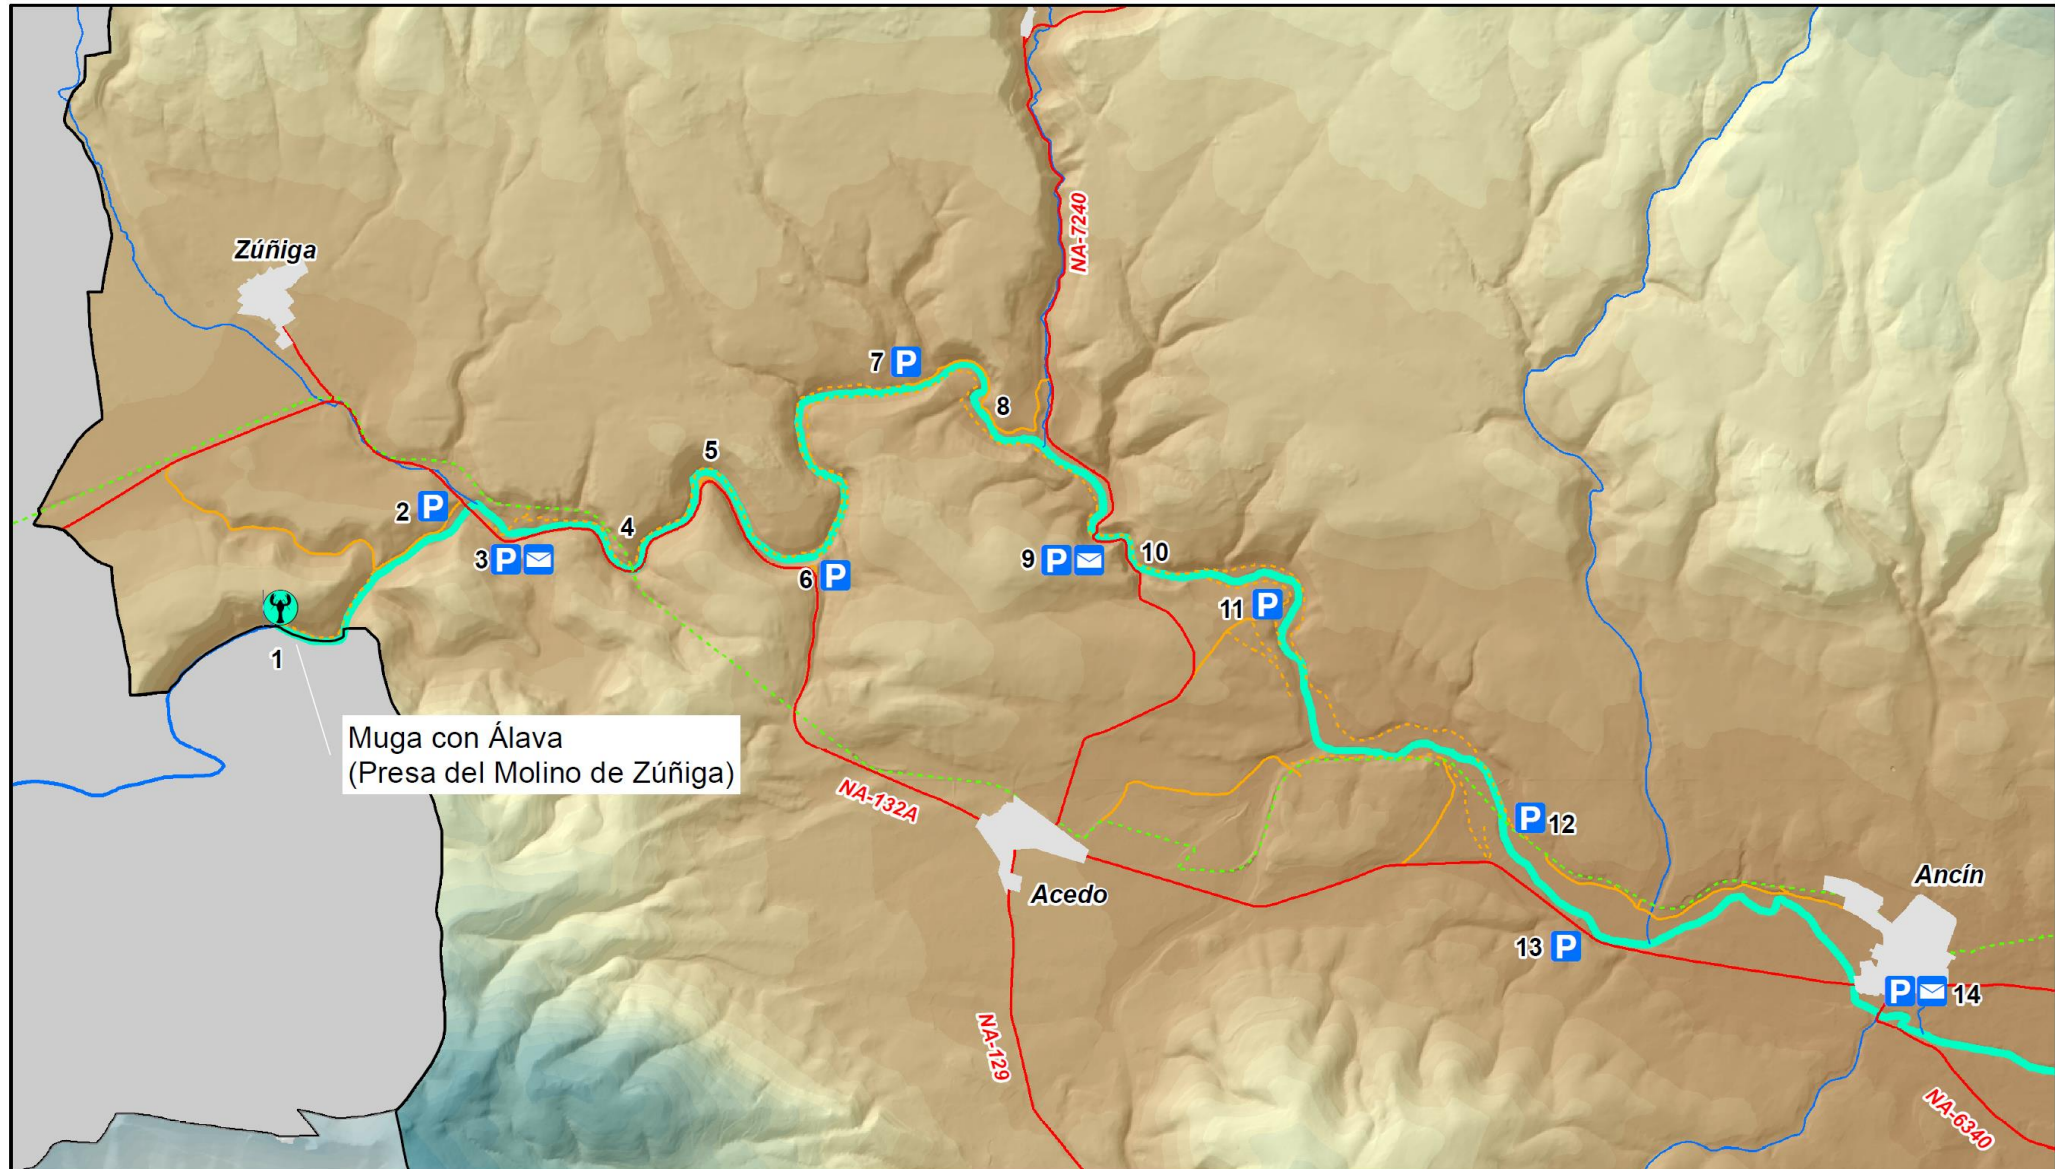 NA-7240
Zúñiga
7 P
8
5
2 P
4
3 P
9 P
10
6 P
11 P
1
Muga con Álava
(Presa del Molino de Zúñiga)
NA-132A
P 12
Acedo
Ancín
13 P
P 14
NA-129
NA-6340